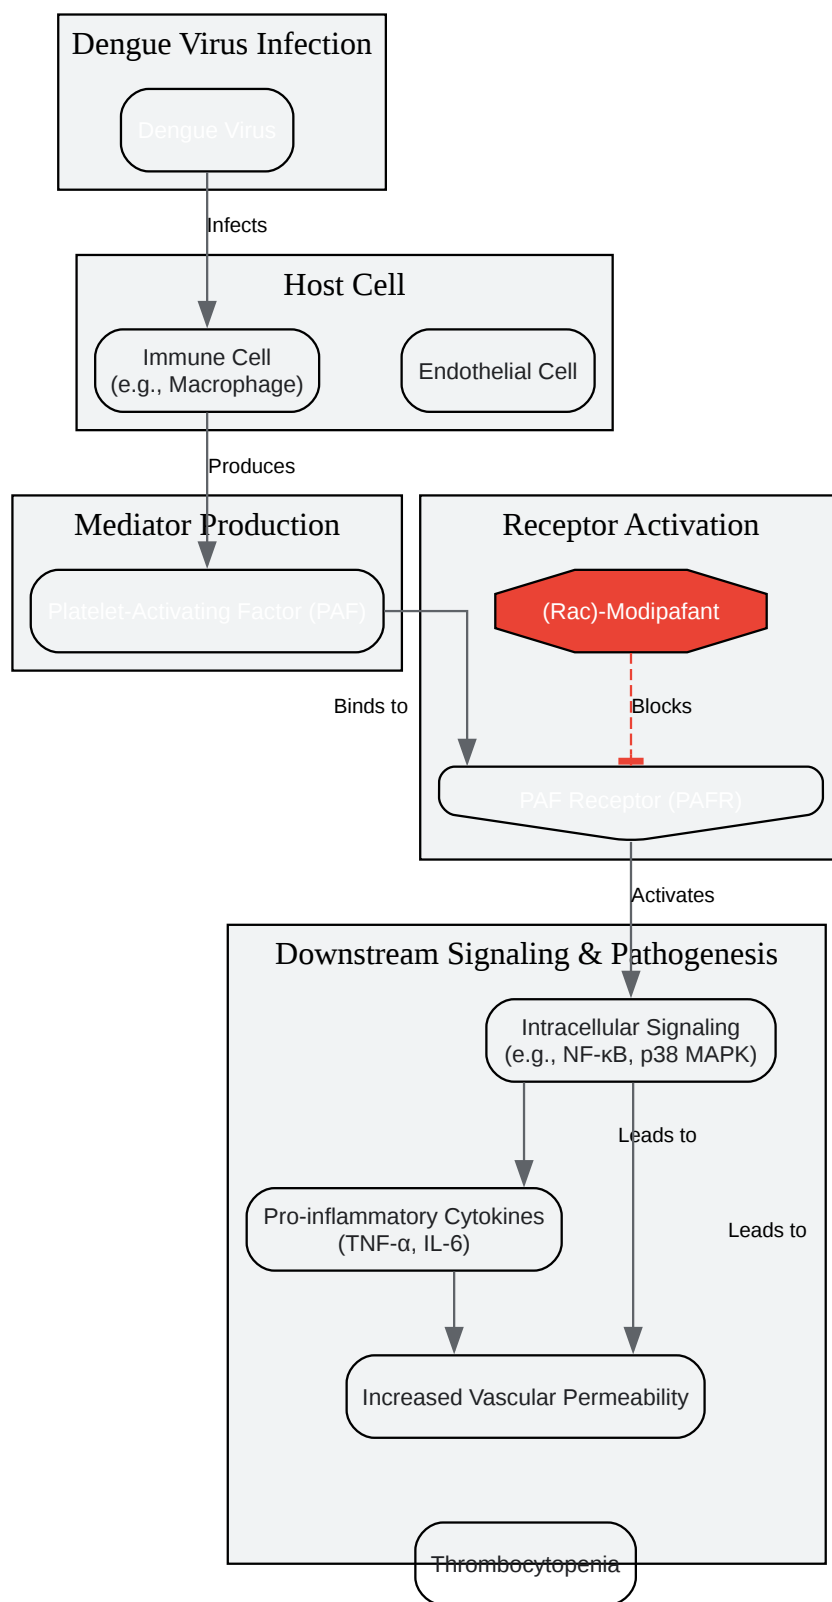 Dengue Virus Infection
Dengue Virus
Infects
Host Cell
Immune Cell
(e.g., Macrophage)
Endothelial Cell
Produces
Mediator Production
Platelet-Activating Factor (PAF)
Receptor Activation
(Rac)-Modipafant
Binds to
Blocks
PAF Receptor (PAFR)
Activates
Downstream Signaling & Pathogenesis
Intracellular Signaling
(e.g., NF-κB, p38 MAPK)
Leads to
Pro-inflammatory Cytokines
(TNF-α, IL-6)
Leads to
Increased Vascular Permeability
Thrombocytopenia